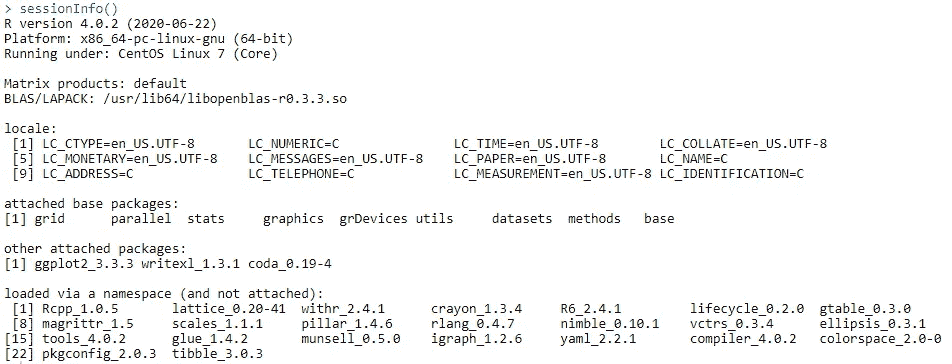 > sessionInfo()
R version 4.0.2 (2020-06-22)
Platform: x86_64-pc-linux-gnu (64-bit)
Running under: CentOS Linux 7 (Core)

Matrix products: default
BLAS/LAPACK: /usr/lib64/libopenblas-r0.3.3.so

locale:
 [1] LC_CTYPE=en_US.UTF-8       LC_NUMERIC=C               LC_TIME=en_US.UTF-8        LC_COLLATE=en_US.UTF-8
 [5] LC_MONETARY=en_US.UTF-8    LC_MESSAGES=en_US.UTF-8    LC_PAPER=en_US.UTF-8       LC_NAME=C
 [9] LC_ADDRESS=C               LC_TELEPHONE=C             LC_MEASUREMENT=en_US.UTF-8 LC_IDENTIFICATION=C

attached base packages:
[1] grid      parallel  stats     graphics  grDevices utils     datasets  methods   base

other attached packages:
[1] ggplot2_3.3.3 writexl_1.3.1 coda_0.19-4

loaded via a namespace (and not attached):
 [1] Rcpp_1.0.5       lattice_0.20-41  withr_2.4.1      crayon_1.3.4     R6_2.4.1         lifecycle_0.2.0  gtable_0.3.0
 [8] magrittr_1.5     scales_1.1.1     pillar_1.4.6     rlang_0.4.7      nimble_0.10.1    vctrs_0.3.4      ellipsis_0.3.1
[15] tools_4.0.2      glue_1.4.2       munsell_0.5.0    igraph_1.2.6     yaml_2.2.1       compiler_4.0.2   colorspace_2.0-0
[22] pkgconfig_2.0.3  tibble_3.0.3